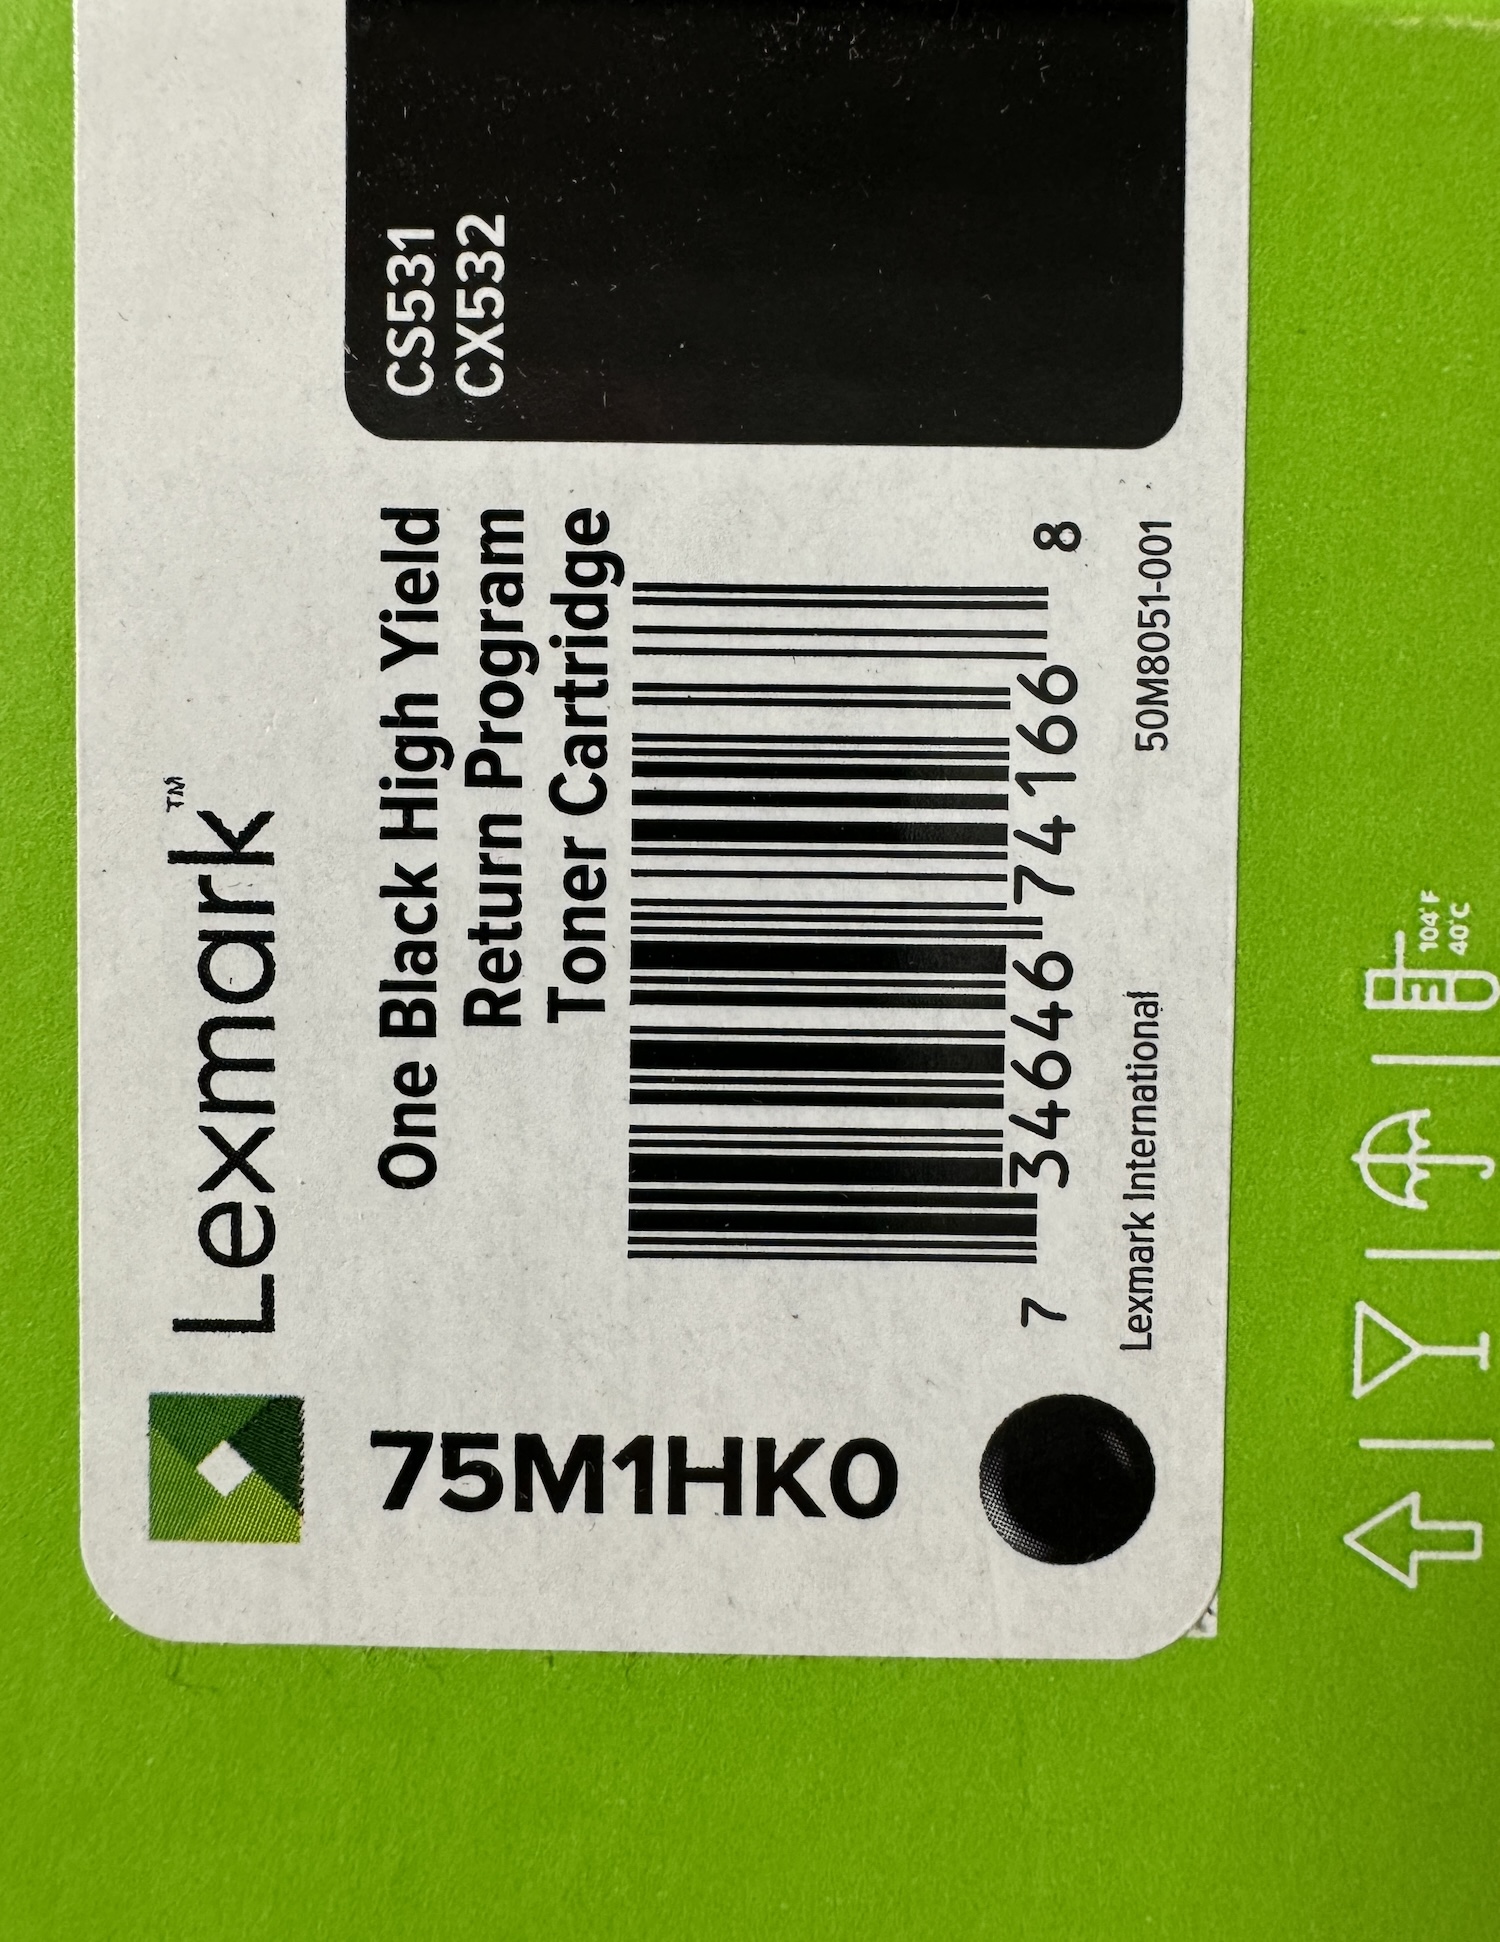 Lexmark™
75M1HK0
One Black High Yield
Return Program
Toner Cartridge
CS531
CX532
7 34646 74166 8
Lexmark International
50M8051-001
104°F
40°C